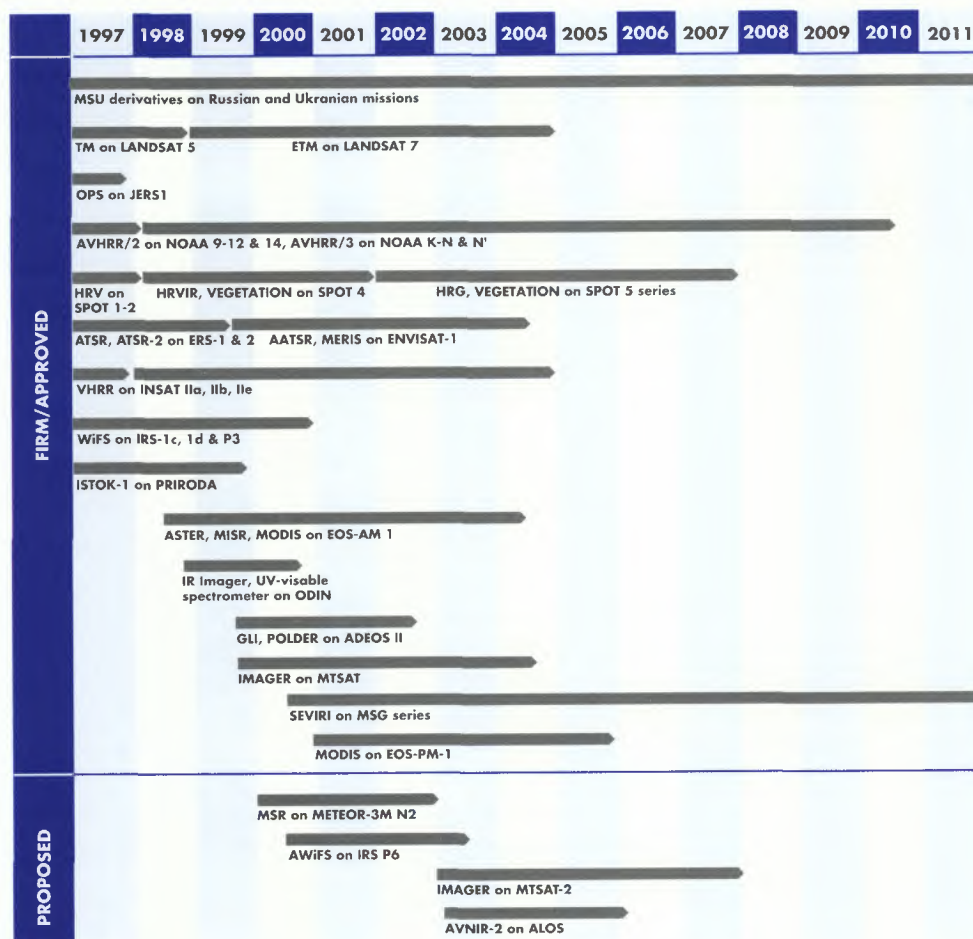 1997 1998 1999 2000 2001 2002 2003 2004 2005 2006 2007 2008 2009 2010 2011
FIRM/APPROVED
MSU derivatives on Russian and Ukranian missions
TM on LANDSAT 5 ETM on LANDSAT 7
OPS on JERS1
AVHRR/2 on NOAA 9-12 & 14, AVHRR/3 on NOAA K-N & N'
HRV on SPOT 1-2
HRVIR, VEGETATION on SPOT 4
HRG, VEGETATION on SPOT 5 series
ATSR, ATSR-2 on ERS-1 & 2 AATSR, MERIS on ENVISAT-1
VHRR on INSAT IIa, IIb, IIe
WiFS on IRS-1c, 1d & P3
ISTOK-1 on PRIRODA
ASTER, MISR, MODIS on EOS-AM 1
IR Imager, UV-visable
spectrometer on ODIN
GLI, POLDER on ADEOS II
IMAGER on MTSAT
SEVIRI on MSG series
MODIS on EOS-PM-1
PROPOSED
MSR on METEOR-3M N2
AWiFS on IRS P6
IMAGER on MTSAT-2
AVNIR-2 on ALOS